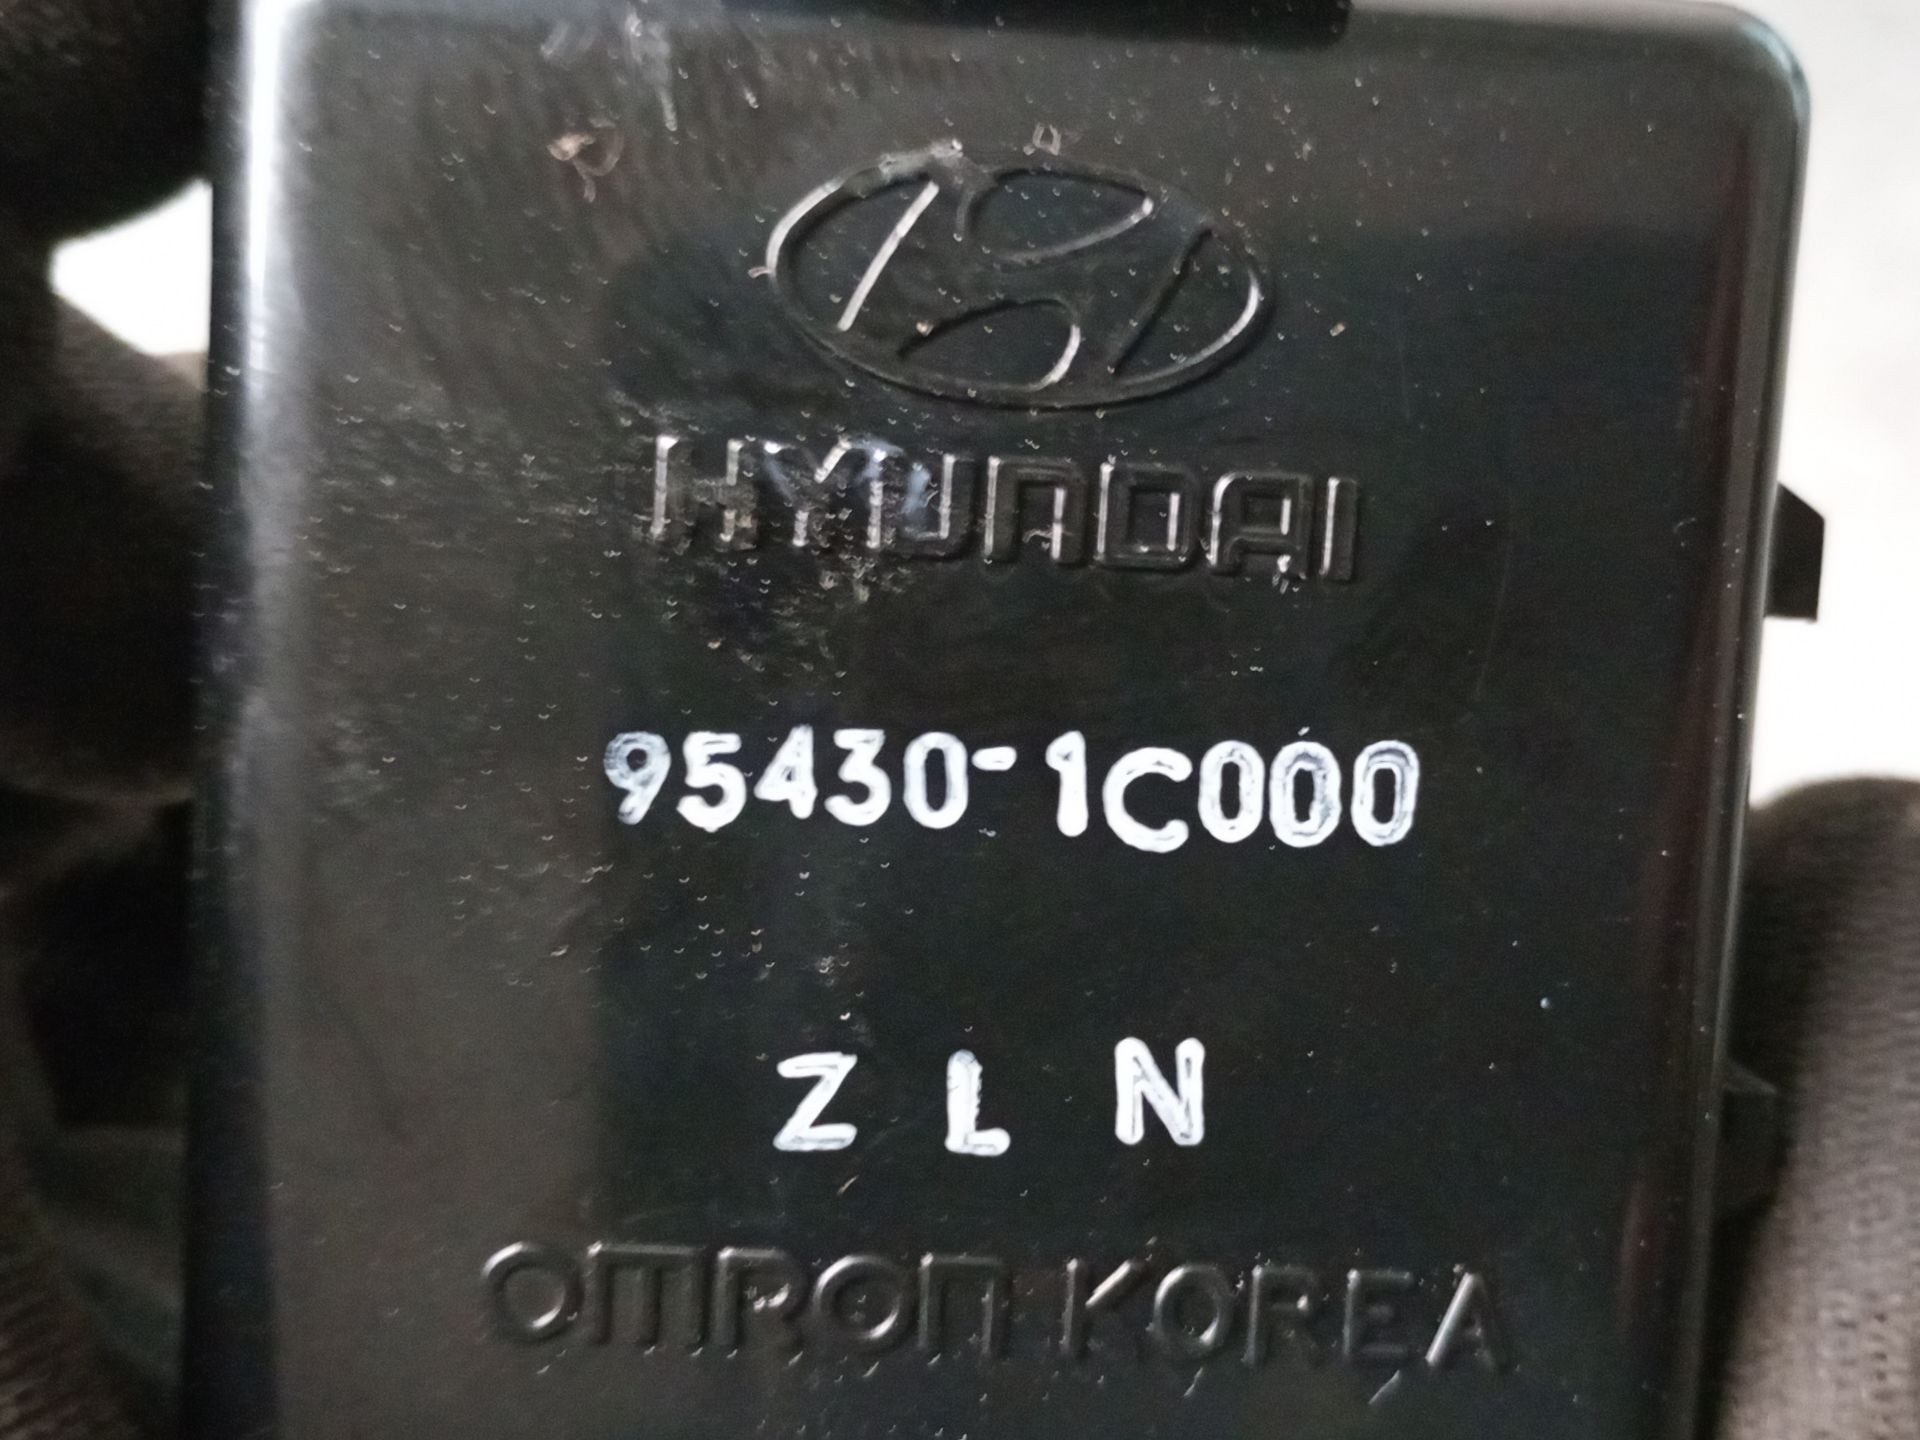 HYUNDAI
95430-1C000
Z L N
OMRON KOREA